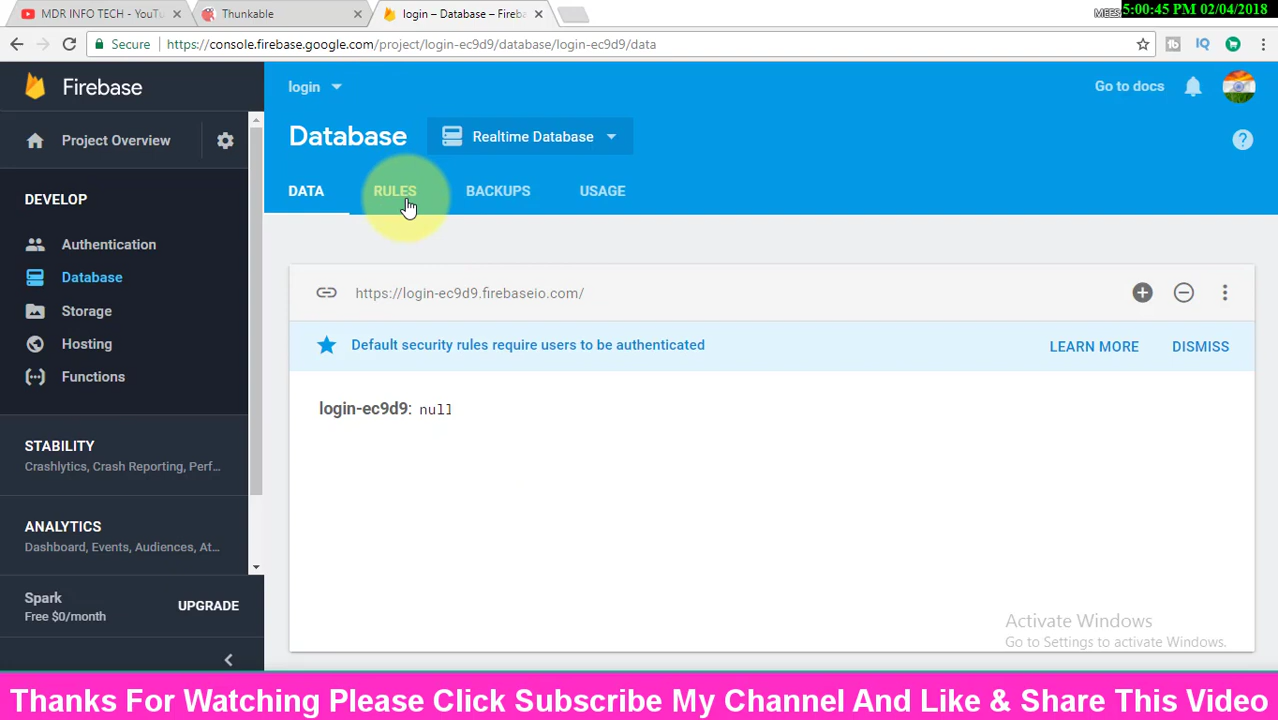 MDR INFO TECH - YouTu
Thunkable
login – Database – Fireba
5:00:45 PM 02/04/2018
Secure
https://console.firebase.google.com/project/login-ec9d9/database/login-ec9d9/data
Firebase
login
Go to docs
Project Overview
Database
Realtime Database
DATA
RULES
BACKUPS
USAGE
DEVELOP
Authentication
Database
Storage
Hosting
Functions
https://login-ec9d9.firebaseio.com/
Default security rules require users to be authenticated
LEARN MORE
DISMISS
login-ec9d9: null
STABILITY
Crashlytics, Crash Reporting, Perf...
ANALYTICS
Dashboard, Events, Audiences, At...
Spark
Free $0/month
UPGRADE
Activate Windows
Go to Settings to activate Windows.
Thanks For Watching Please Click Subscribe My Channel And Like & Share This Video